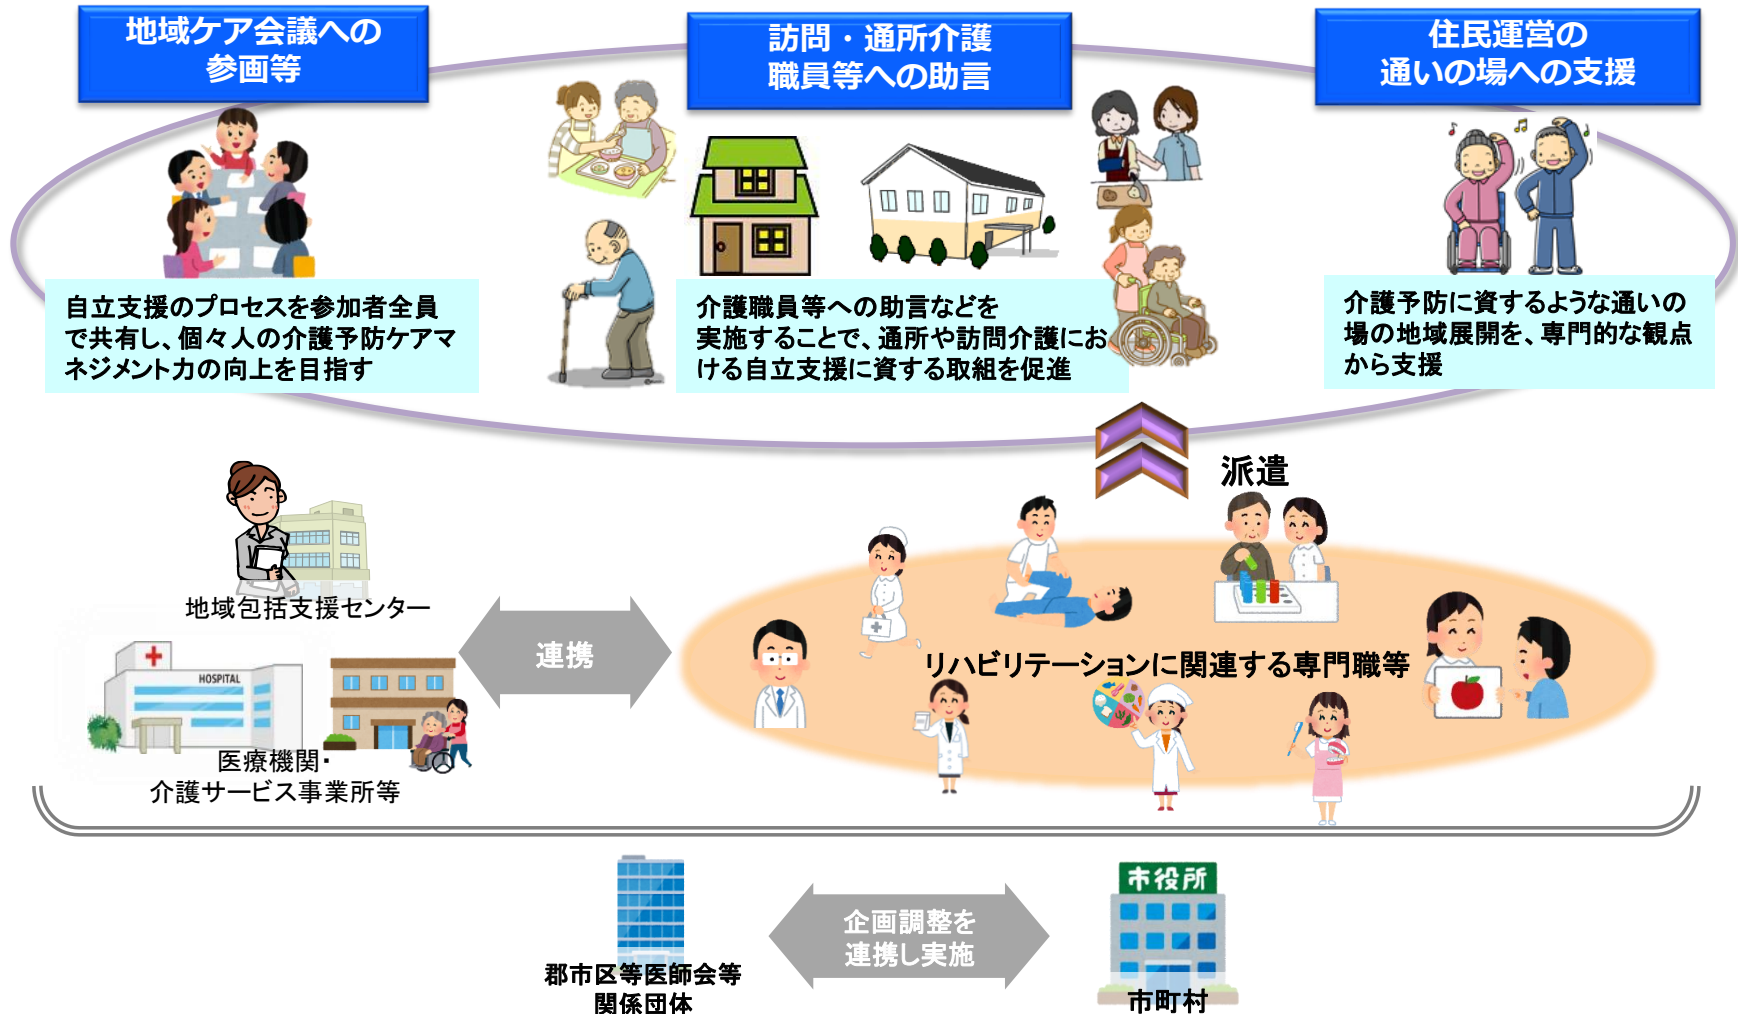 地域ケア会議への
参画等
訪問・通所介護
職員等への助言
住民運営の
通いの場への支援
自立支援のプロセスを参加者全員
で共有し、個々人の介護予防ケアマ
ネジメント力の向上を目指す
介護職員等への助言などを
実施することで、通所や訪問介護にお
ける自立支援に資する取組を促進
介護予防に資するような通いの
場の地域展開を、専門的な観点
から支援
派遣
地域包括支援センター
連携
リハビリテーションに関連する専門職等
HOSPITAL
医療機関・
介護サービス事業所等
市役所
企画調整を
連携し実施
郡市区等医師会等
関係団体
市町村